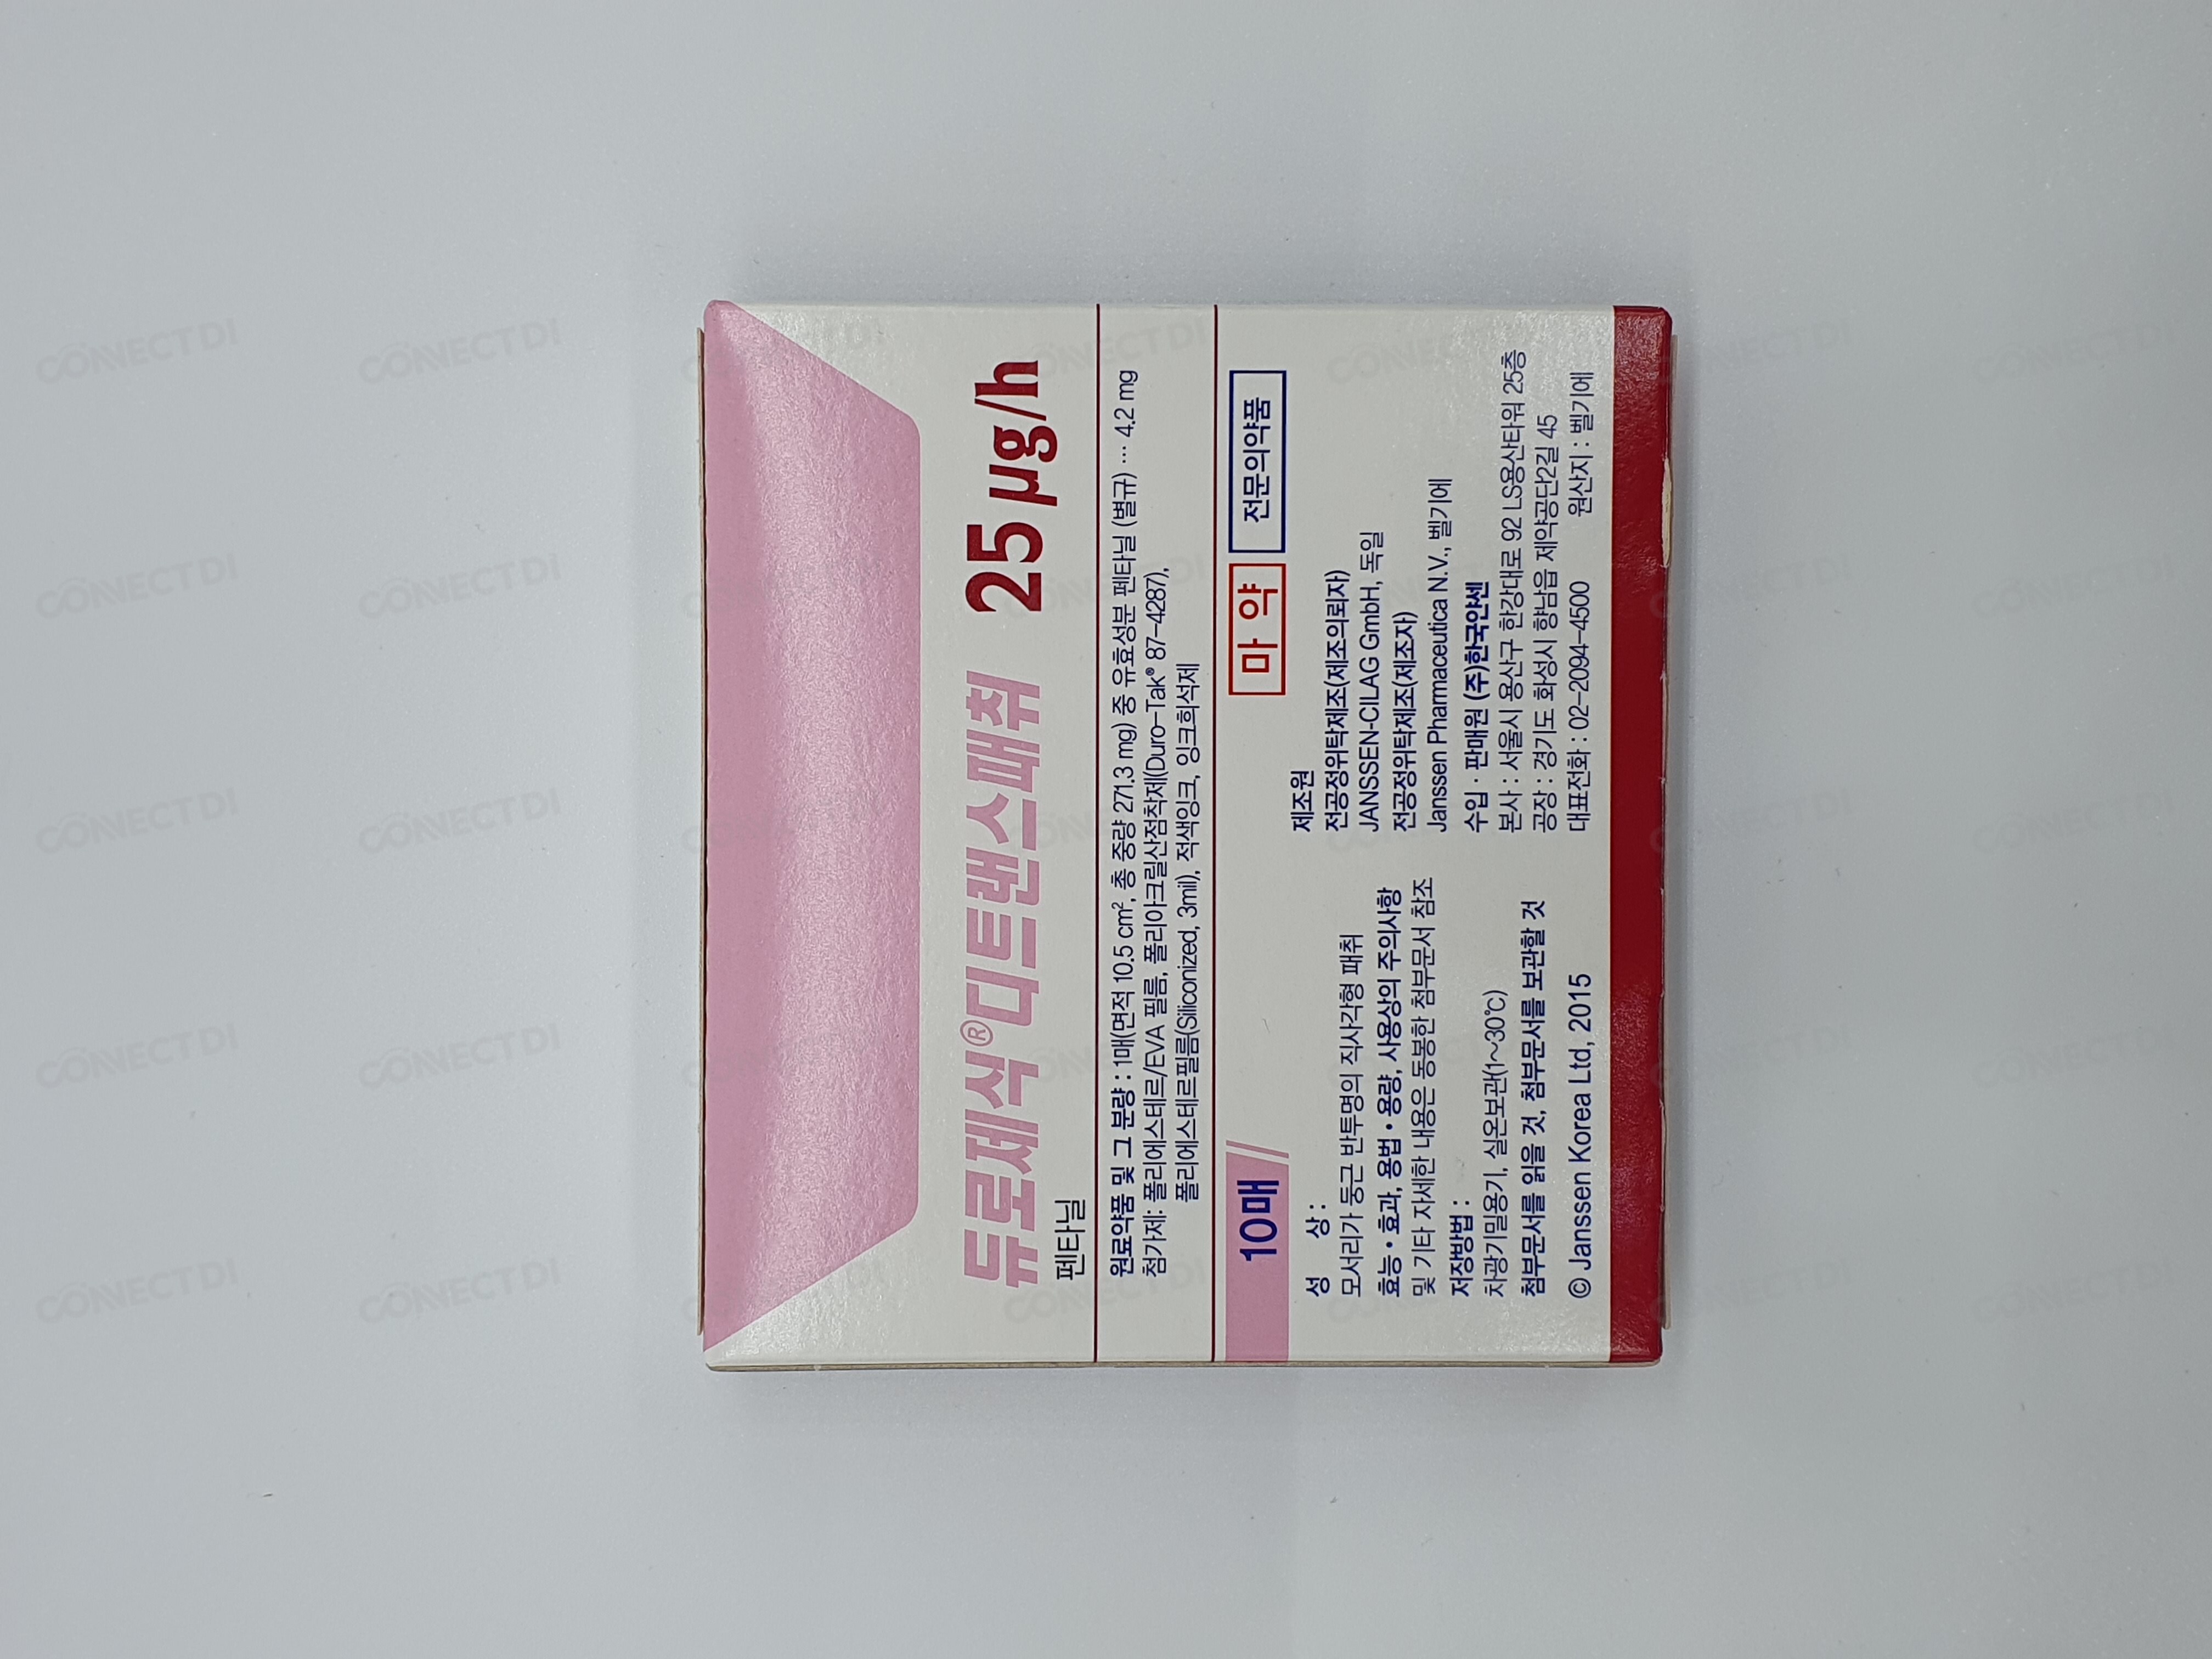 듀로제식® 디트랜스패취 25 µg/h
펜타닐
원료약품 및 그 분량 : 1매(면적 10.5 cm², 총 중량 271.3 mg) 중 유효성분 펜타닐 (별규) ··· 4.2 mg
첨가제: 폴리에스테르/EVA 필름, 폴리아크릴산점착제(Duro-Tak® 87-4287),
폴리에스테르필름(Siliconized, 3mil), 적색잉크, 잉크희석제
10매
마 약
전문의약품
성 상 :
모서리가 둥근 반투명의 직사각형 패취
효능 • 효과, 용법 • 용량, 사용상의 주의사항
및 기타 자세한 내용은 동봉한 첨부문서 참조
저장방법 :
차광기밀용기, 실온보관(1~30℃)
첨부문서를 읽을 것, 첨부문서를 보관할 것
© Janssen Korea Ltd, 2015
제조원
전공정위탁제조(제조의뢰자)
JANSSEN-CILAG GmbH, 독일
전공정위탁제조(제조자)
Janssen Pharmaceutica N.V., 벨기에
수입 · 판매원 (주)한국얀센
본사 : 서울시 용산구 한강대로 92 LS용산타워 25층
공장 : 경기도 화성시 향남읍 제약공단2길 45
대표전화 : 02-2094-4500 원산지 : 벨기에
CONNECT DI